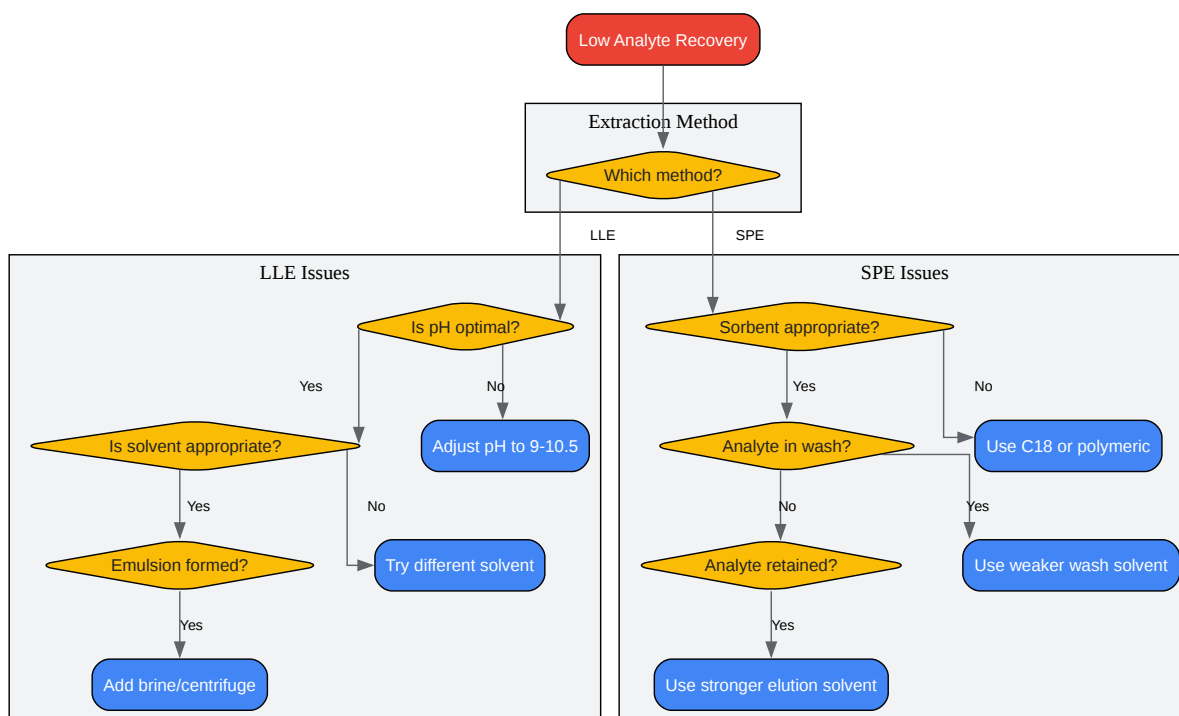 Low Analyte Recovery
Extraction Method
Which method?
LLE
SPE
LLE Issues
Is pH optimal?
Yes
No
Is solvent appropriate?
Adjust pH to 9-10.5
Yes
No
Emulsion formed?
Try different solvent
Yes
Add brine/centrifuge
SPE Issues
Sorbent appropriate?
Yes
No
Analyte in wash?
Use C18 or polymeric
No
Yes
Analyte retained?
Use weaker wash solvent
Yes
Use stronger elution solvent